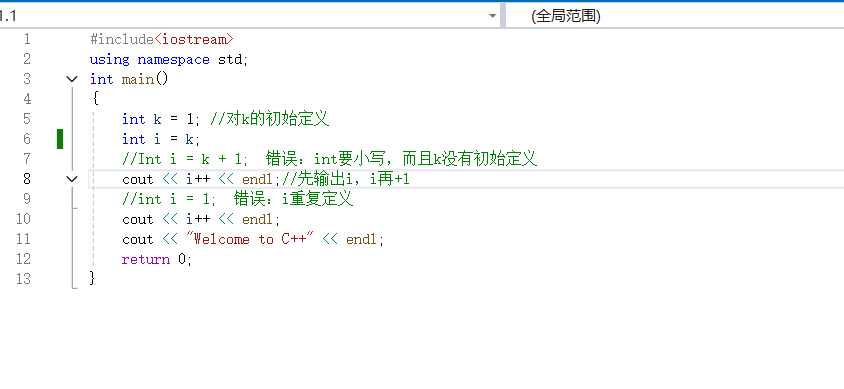 1.1 (全局范围)
1 #include<iostream>
2 using namespace std;
3 int main()
4 {
5 int k = 1; //对k的初始定义
6 int i = k;
7 //Int i = k + 1; 错误：int要小写，而且k没有初始定义
8 cout << i++ << endl;//先输出i，i再+1
9 //int i = 1; 错误：i重复定义
10 cout << i++ << endl;
11 cout << "Welcome to C++" << endl;
12 return 0;
13 }